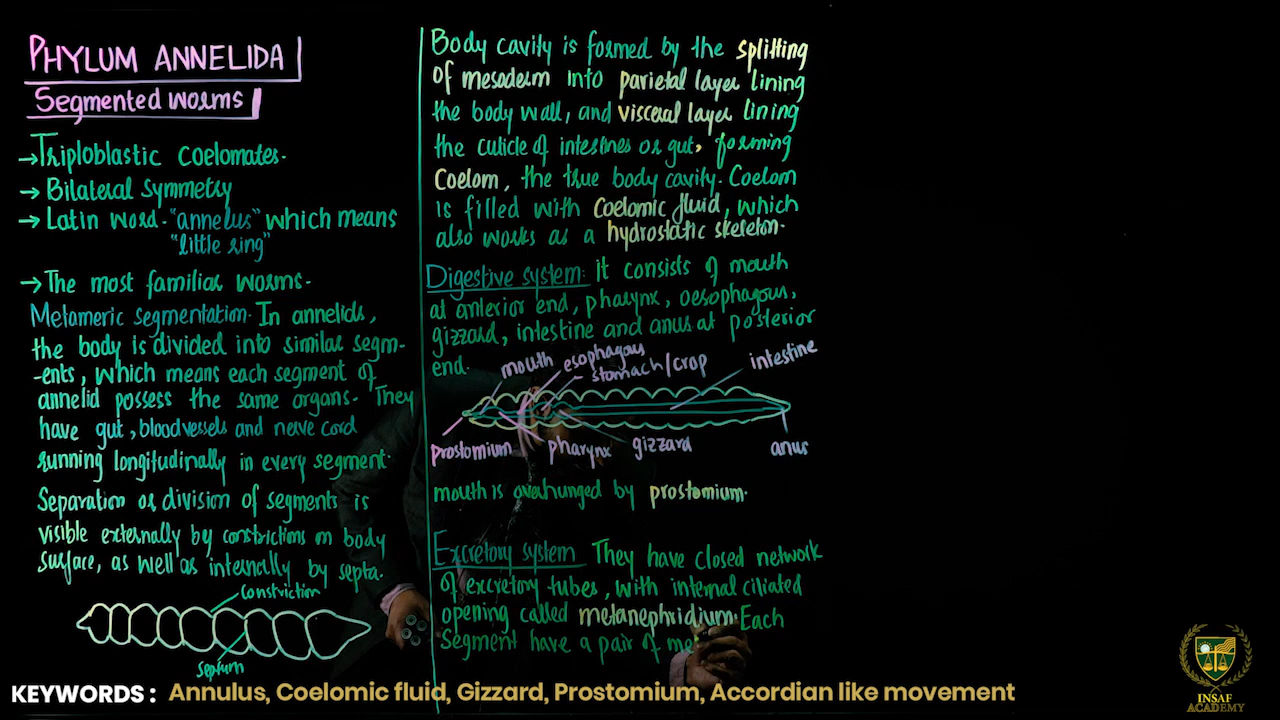 PHYLUM ANNELIDA
Segmented worms
→Triploblastic coelomates.
→ Bilateral symmetry
→ Latin word - "annelus" which means
"little ring"
→ The most familiar worms.
Metameric segmentation. In annelids,
the body is divided into similar segm-
-ents, which means each segment of
annelid possess the same organs. They
have gut, blood vessels and nerve cord
running longitudinally in every segment.
Separation or division of segments is
visible externally by constrictions on body
surface, as well as internally by septa.
constriction
septum
Body cavity is formed by the splitting
of mesoderm into parietal layer lining
the body wall, and visceral layer lining
the cuticle of intestines or gut, forming
Coelom, the true body cavity. Coelom
is filled with Coelomic fluid, which
also works as a hydrostatic skeleton.
Digestive system: it consists of mouth
at anterior end, pharynx, oesophagous,
gizzard, intestine and anus at posterior
end.
mouth esophagous stomach/crop intestine
prostomium pharynx gizzard anus
mouth is overhunged by prostomium.
Excretory system They have closed network
of excretory tubes, with internal ciliated
opening called metanephridium. Each
segment have a pair of me
KEYWORDS : Annulus, Coelomic fluid, Gizzard, Prostomium, Accordian like movement
INSAF
ACADEMY